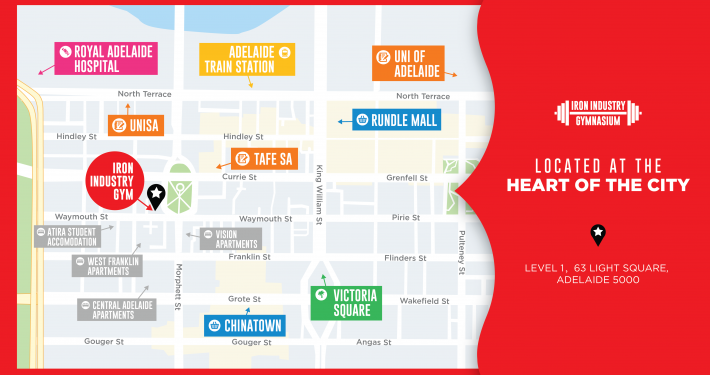 ROYAL ADELAIDE
HOSPITAL
ADELAIDE
TRAIN STATION
UNI OF
ADELAIDE
North Terrace
North Terrace
UNISA
RUNDLE MALL
Hindley St
Hindley St
TAFE SA
IRON
INDUSTRY
GYM
Currie St
Grenfell St
King William St
Waymouth St
Waymouth St
Pirie St
ATIRA STUDENT
ACCOMODATION
VISION
APARTMENTS
WEST FRANKLIN
APARTMENTS
Franklin St
Flinders St
Pulteney St
Morphett St
CENTRAL ADELAIDE
APARTMENTS
Grote St
VICTORIA
SQUARE
Wakefield St
CHINATOWN
Gouger St
Gouger St
Angas St
IRON INDUSTRY
GYMNASIUM
LOCATED AT THE
HEART OF THE CITY
LEVEL 1, 63 LIGHT SQUARE,
ADELAIDE 5000